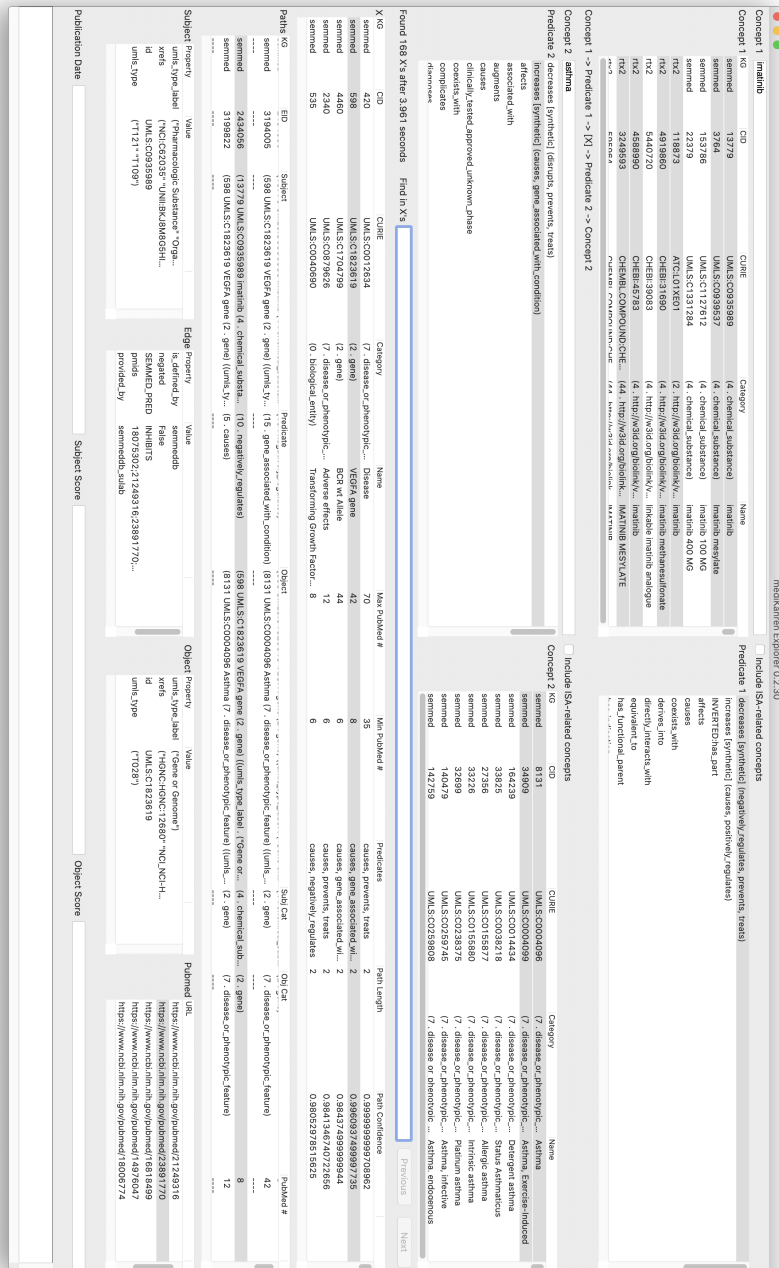 mediKanren Explorer 0.2.30
Concept 1 imatinib Include ISA-related concepts
Concept 1 KG CID CURIE Category Name
semmed 13779 UMLS:C0935989 (4 . chemical_substance) imatinib
semmed 3764 UMLS:C0939537 (4 . chemical_substance) Imatinib mesylate
semmed 153786 UMLS:C1127612 (4 . chemical_substance) imatinib 100 MG
semmed 22379 UMLS:C1331284 (4 . chemical_substance) imatinib 400 MG
rtx2 118873 ATC:L01XE01 (2 . http://w3id.org/biolink/v... imatinib
rtx2 4919860 CHEBI:31690 (44 . http://w3id.org/biolink/v... imatinib methanesulfonate
rtx2 5440720 CHEBI:39083 (4 . http://w3id.org/biolink/v... linkable imatinib analogue
rtx2 4588990 CHEBI:45783 (4 . http://w3id.org/biolink/v... imatinib
rtx2 3249593 CHEMBL.COMPOUND:CHE... (44 . http://w3id.org/biolink... IMATINIB MESYLATE
Predicate 1 decreases [synthetic] (negatively_regulates, prevents, treats)
increases [synthetic] (causes, positively_regulates)
INVERTED:has_part
affects
causes
coexists_with
derives_into
directly_interacts_with
equivalent_to
has_functional_parent
Concept 1 -> Predicate 1 -> [X] -> Predicate 2 -> Concept 2
Concept 2 asthma Include ISA-related concepts
Predicate 2 decreases [synthetic] (disrupts, prevents, treats)
increases [synthetic] (causes, gene_associated_with_condition)
affects
associated_with
augments
causes
clinically_tested_approved_unknown_phase
coexists_with
complicates
diagnoses
Concept 2 KG CID CURIE Category Name
semmed 8131 UMLS:C0004096 (7 . disease_or_phenotypic_... Asthma
semmed 34909 UMLS:C0004099 (7 . disease_or_phenotypic_... Asthma, Exercise-Induced
semmed 164239 UMLS:C0014434 (7 . disease_or_phenotypic_... Detergent asthma
semmed 33825 UMLS:C0038218 (7 . disease_or_phenotypic_... Status Asthmaticus
semmed 27356 UMLS:C0155877 (7 . disease_or_phenotypic_... Allergic asthma
semmed 33226 UMLS:C0155880 (7 . disease_or_phenotypic_... Intrinsic asthma
semmed 32699 UMLS:C0238375 (7 . disease_or_phenotypic_... Platinum asthma
semmed 140479 UMLS:C0259745 (7 . disease_or_phenotypic_... Asthma, infective
semmed 142759 UMLS:C0259808 (7 . disease or phenotypic ... Asthma, endogenous
Found 168 X's after 3.961 seconds Find in X's Previous Next
X KG CID CURIE Category Name Max PubMed # Min PubMed # Predicates Path Length Path Confidence
semmed 420 UMLS:C0012634 (7 . disease_or_phenotypic_... Disease 70 35 causes, prevents, treats 2 0.9999999999708962
semmed 598 UMLS:C1823619 (2 . gene) VEGFA gene 42 8 causes, gene_associated_wi... 2 0.9960937499997735
semmed 4460 UMLS:C1704799 (2 . gene) BCR wt Allele 44 6 causes, gene_associated_wi... 2 0.984374999999944
semmed 2340 UMLS:C0879626 (7 . disease_or_phenotypic_... Adverse effects 12 6 causes, prevents, treats 2 0.9841346740722656
semmed 535 UMLS:C0040690 (0 . biological_entity) Transforming Growth Factor... 8 6 causes, negatively_regulates 2 0.98052978515625
Paths KG EID Subject Predicate Object Subj Cat Obj Cat PubMed #
semmed 3194005 (598 UMLS:C1823619 VEGFA gene (2 . gene) ((umls_ty... (15 . gene_associated_with_condition) (8131 UMLS:C0004096 Asthma (7 . disease_or_phenotypic_feature) ((umls_... (2 . gene) (7 . disease_or_phenotypic_feature) 42
---- ---- ---- ---- ---- ---- ---- ----
semmed 2434056 (13779 UMLS:C0935989 imatinib (4 . chemical_substa... (10 . negatively_regulates) (598 UMLS:C1823619 VEGFA gene (2 . gene) ((umls_type_label . ("Gene or... (4 . chemical_sub... (2 . gene) 8
semmed 3199822 (598 UMLS:C1823619 VEGFA gene (2 . gene) ((umls_ty... (5 . causes) (8131 UMLS:C0004096 Asthma (7 . disease_or_phenotypic_feature) ((umls_... (2 . gene) (7 . disease_or_phenotypic_feature) 12
---- ---- ---- ---- ---- ---- ---- ----
Subject Property Value
umls_type_label ("Pharmacologic Substance" "Orga...
xrefs ("NCI:C62035" "UNII:BKJ8M8G5HI...
id UMLS:C0935989
umls_type ("T121" "T109")
Edge Property Value
is_defined_by semmeddb
negated False
SEMMED_PRED INHIBITS
pmids 18075302;21249316;23891770;...
provided_by semmeddb_sulab
Object Property Value
umls_type_label ("Gene or Genome")
xrefs ("HGNC:HGNC:12680" "NCI_NCI-H...
id UMLS:C1823619
umls_type ("T028")
Pubmed URL
https://www.ncbi.nlm.nih.gov/pubmed/21249316
https://www.ncbi.nlm.nih.gov/pubmed/23891770
https://www.ncbi.nlm.nih.gov/pubmed/16818499
https://www.ncbi.nlm.nih.gov/pubmed/14976047
https://www.ncbi.nlm.nih.gov/pubmed/18006774
Publication Date Subject Score Object Score